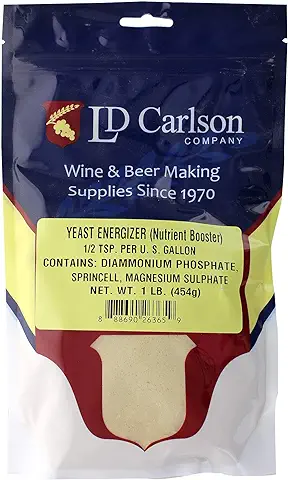 LD Carlson
COMPANY
Wine & Beer Making
Supplies Since 1970
YEAST ENERGIZER (Nutrient Booster)
1/2 TSP. PER U. S. GALLON
CONTAINS: DIAMMONIUM PHOSPHATE,
SPRINCELL, MAGNESIUM SULPHATE
NET. WT. 1 LB. (454g)
8 88690 26365 9